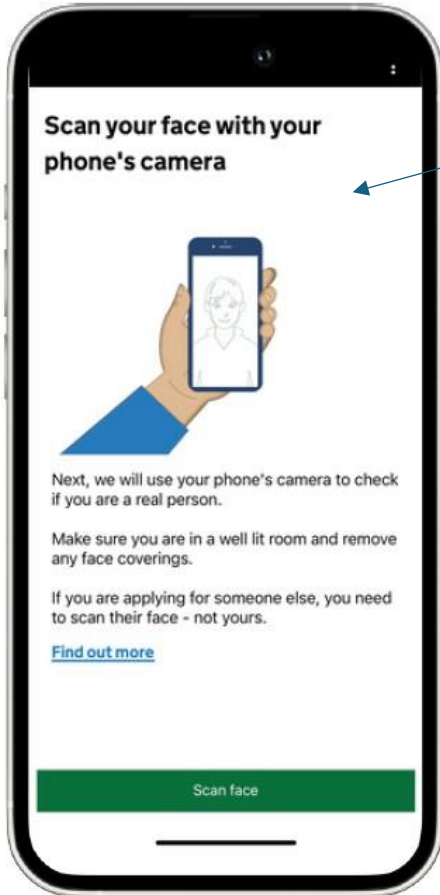 Scan your face with your
phone's camera
Next, we will use your phone's camera to check
if you are a real person.
Make sure you are in a well lit room and remove
any face coverings.
If you are applying for someone else, you need
to scan their face - not yours.
Find out more
Scan face